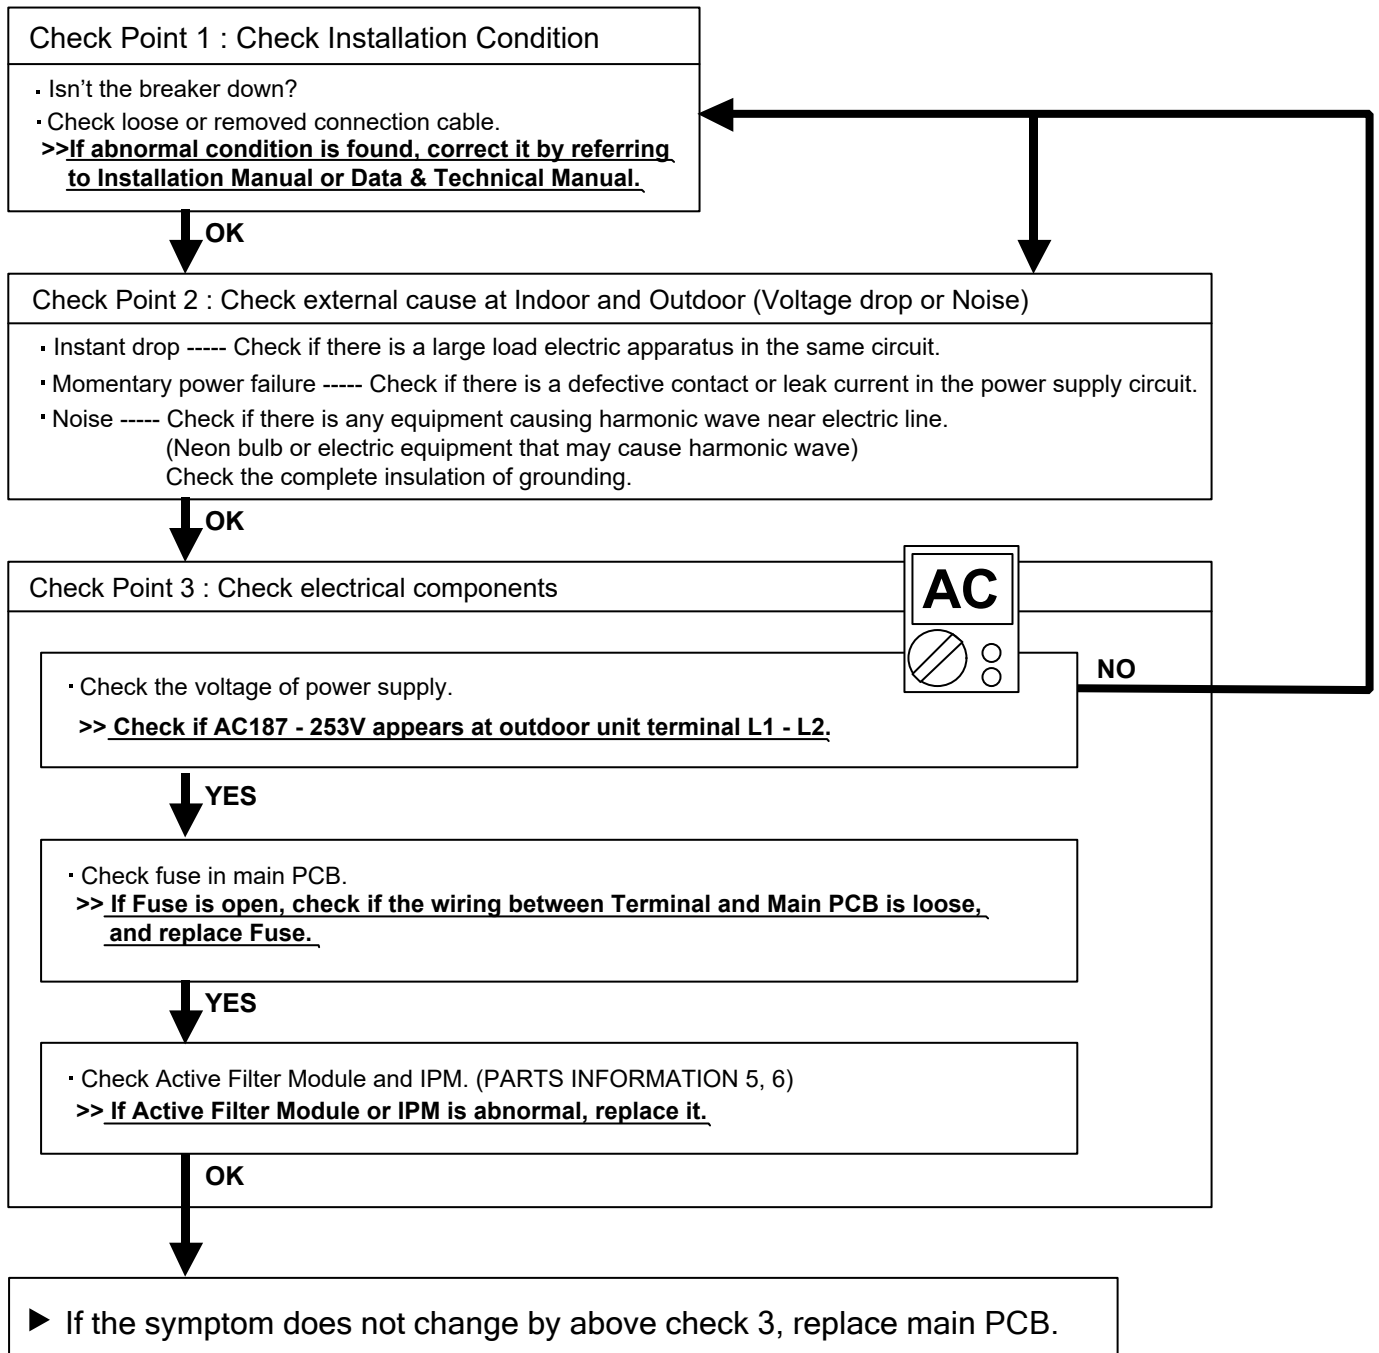 Check Point 1 : Check Installation Condition
· Isn't the breaker down?
· Check loose or removed connection cable.
>>If abnormal condition is found, correct it by referring
to Installation Manual or Data & Technical Manual.
OK
Check Point 2 : Check external cause at Indoor and Outdoor (Voltage drop or Noise)
· Instant drop ----- Check if there is a large load electric apparatus in the same circuit.
· Momentary power failure ----- Check if there is a defective contact or leak current in the power supply circuit.
· Noise ----- Check if there is any equipment causing harmonic wave near electric line.
(Neon bulb or electric equipment that may cause harmonic wave)
Check the complete insulation of grounding.
OK
Check Point 3 : Check electrical components
AC
· Check the voltage of power supply.
>> Check if AC187 - 253V appears at outdoor unit terminal L1 - L2.
NO
YES
· Check fuse in main PCB.
>> If Fuse is open, check if the wiring between Terminal and Main PCB is loose,
and replace Fuse.
YES
· Check Active Filter Module and IPM. (PARTS INFORMATION 5, 6)
>> If Active Filter Module or IPM is abnormal, replace it.
OK
▶ If the symptom does not change by above check 3, replace main PCB.